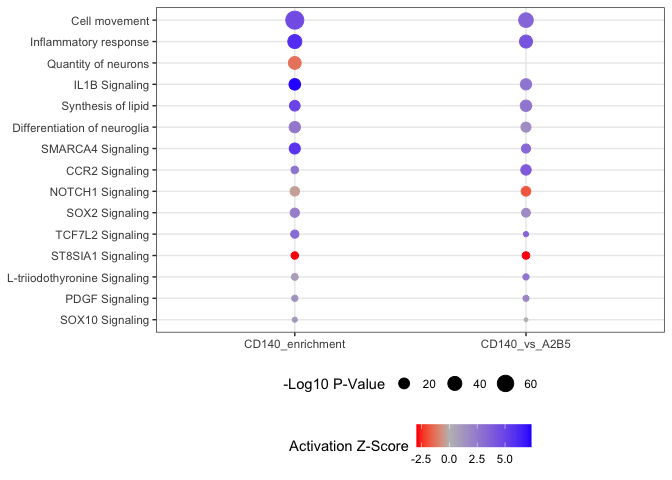 Cell movement
Inflammatory response
Quantity of neurons
IL1B Signaling
Synthesis of lipid
Differentiation of neuroglia
SMARCA4 Signaling
CCR2 Signaling
NOTCH1 Signaling
SOX2 Signaling
TCF7L2 Signaling
ST8SIA1 Signaling
L-triiodothyronine Signaling
PDGF Signaling
SOX10 Signaling
CD140_enrichment CD140_vs_A2B5
-Log10 P-Value 20 40 60
Activation Z-Score
-2.5 0.0 2.5 5.0